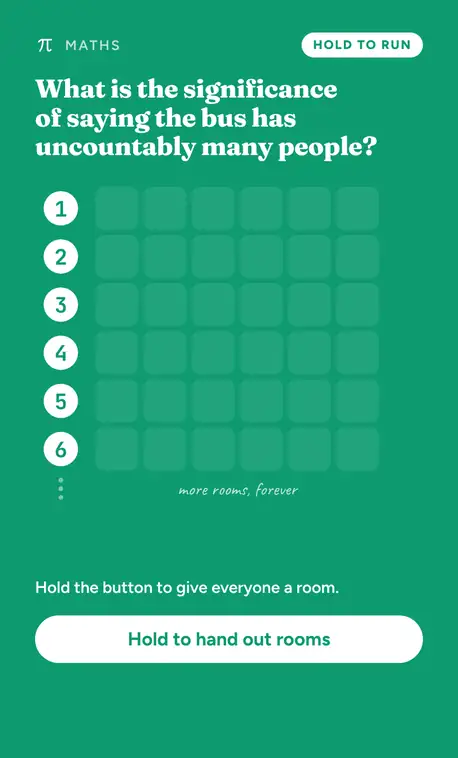 π MATHS
HOLD TO RUN
What is the significance
of saying the bus has
uncountably many people?
1
2
3
4
5
6
more rooms, forever
Hold the button to give everyone a room.
Hold to hand out rooms